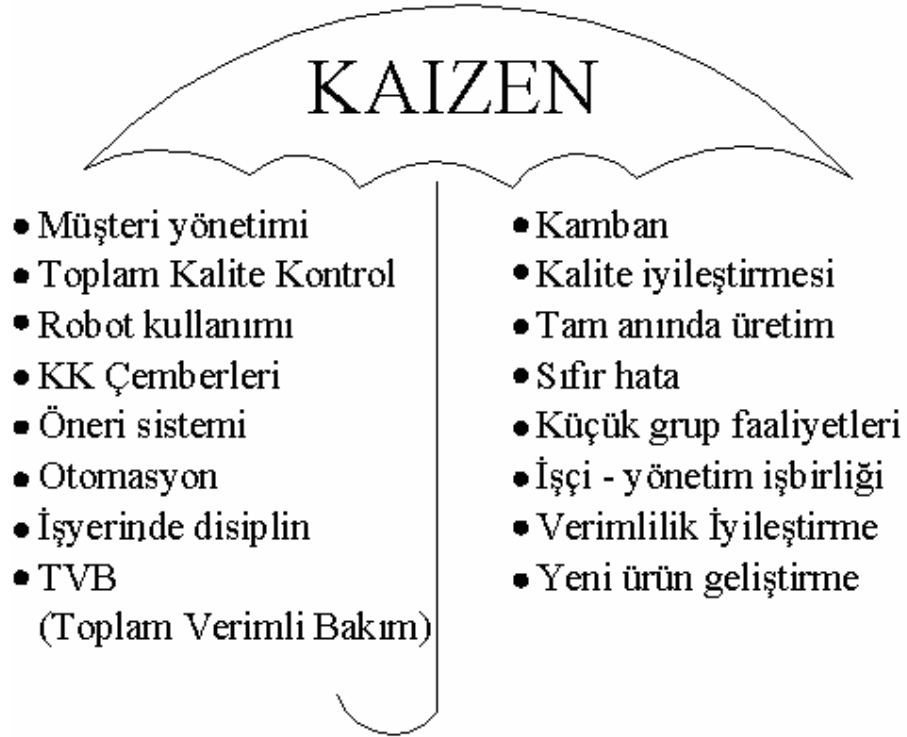 KAIZEN
• Müşteri yönetimi
• Toplam Kalite Kontrol
• Robot kullanımı
• KK Çemberleri
• Öneri sistemi
• Otomasyon
• İşyerinde disiplin
• TVB
(Toplam Verimli Bakım)
• Kamban
• Kalite iyileştirmesi
• Tam anında üretim
• Sıfır hata
• Küçük grup faaliyetleri
• İşçi - yönetim işbirliği
• Verimlilik İyileştirme
• Yeni ürün geliştirme